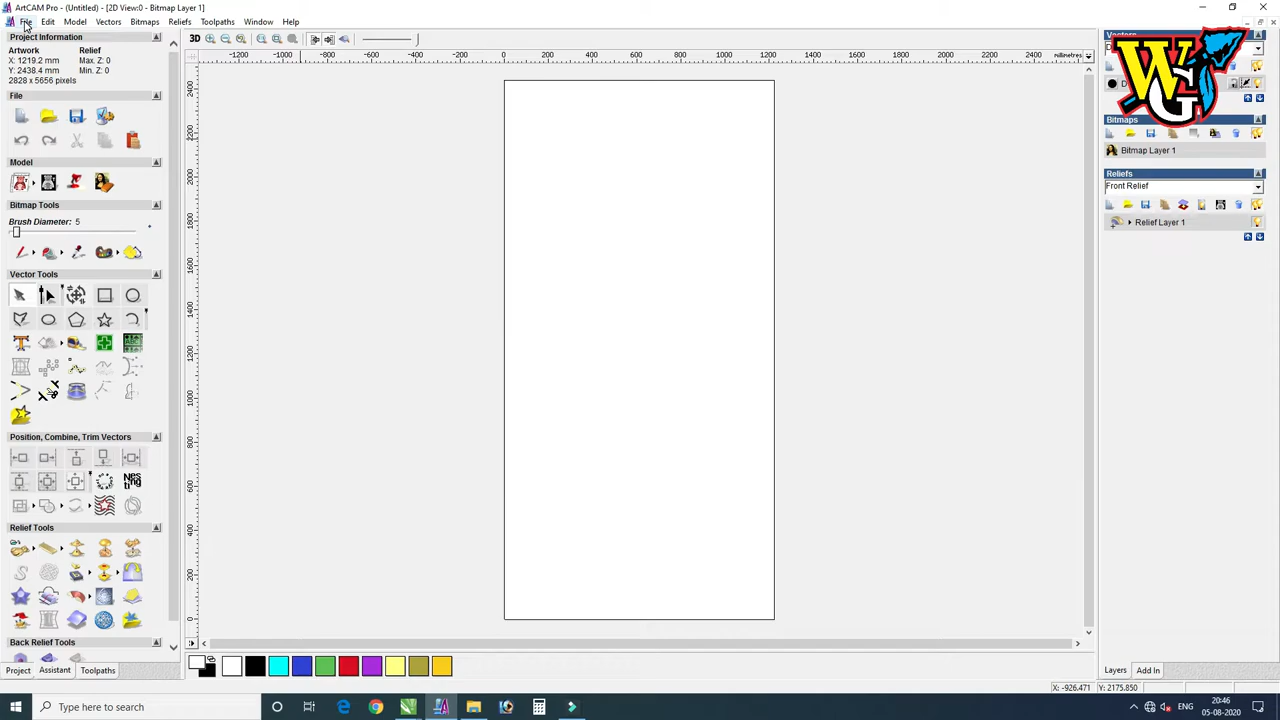 ArtCAM Pro - (Untitled) - [2D View:0 - Bitmap Layer 1]
File Edit Model Vectors Bitmaps Reliefs Toolpaths Window Help
Project Information
Artwork Relief
X: 1219.2 mm Max. Z: 0
Y: 2438.4 mm Min. Z: 0
2828 x 5656 pixels
File
Model
Bitmap Tools
Brush Diameter: 5
Vector Tools
Position, Combine, Trim Vectors
Nes
ting
Relief Tools
Back Relief Tools
Project Assistant Toolpaths
3D
-1200 -1000 -800 -600 -400 -200 0 200 400 600 800 1000 1200 1400 1600 1800 2000 2200 2400 millimetres
2400
2200
2000
1800
1600
1400
1200
1000
800
600
400
200
0
Vectors
WG
Bitmaps
Bitmap Layer 1
Reliefs
Front Relief
Relief Layer 1
Layers Add In
X: -926.471 Y: 2175.850
Type here to search
ENG
20:46
05-08-2020